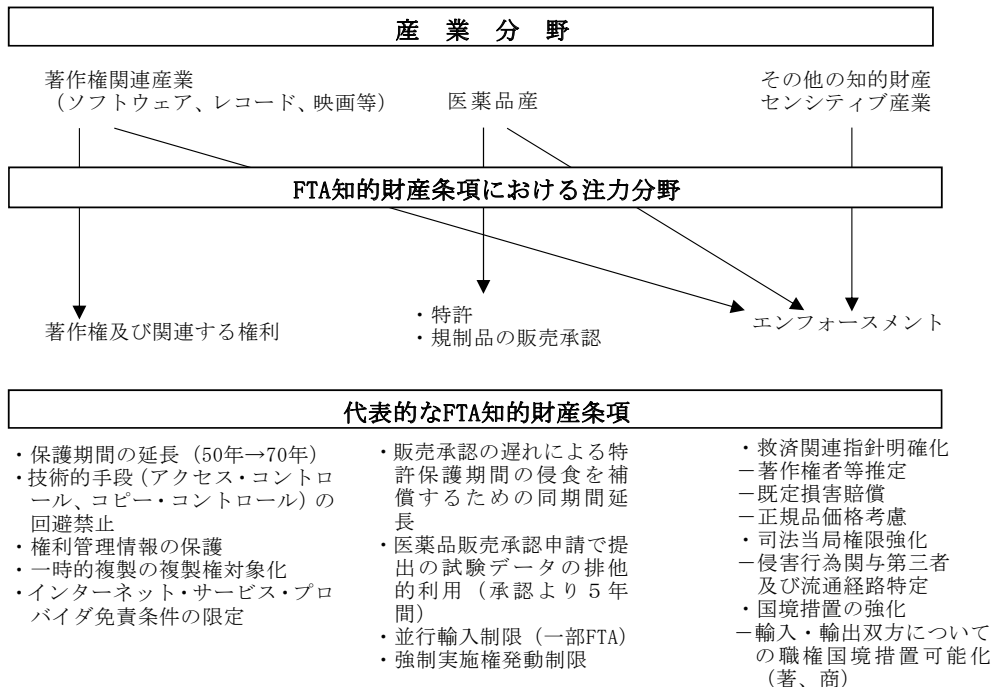 産 業 分 野
著作権関連産業
（ソフトウェア、レコード、映画等）
医薬品産
その他の知的財産
センシティブ産業
FTA知的財産条項における注力分野
著作権及び関連する権利
・特許
・規制品の販売承認
エンフォースメント
代表的なFTA知的財産条項
・保護期間の延長（50年→70年）
・技術的手段（アクセス・コントロ
ール、コピー・コントロール）の
回避禁止
・権利管理情報の保護
・一時的複製の複製権対象化
・インターネット・サービス・プロ
バイダ免責条件の限定
・販売承認の遅れによる特
許保護期間の侵食を補
償するための同期間延
長
・医薬品販売承認申請で提
出の試験データの排他
的利用（承認より５年
間）
・並行輸入制限（一部FTA）
・強制実施権発動制限
・救済関連指針明確化
－著作権者等推定
－既定損害賠償
－正規品価格考慮
・司法当局権限強化
－侵害行為関与第三者
及び流通経路特定
・国境措置の強化
－輸入・輸出双方について
の職権国境措置可能化
（著、商）